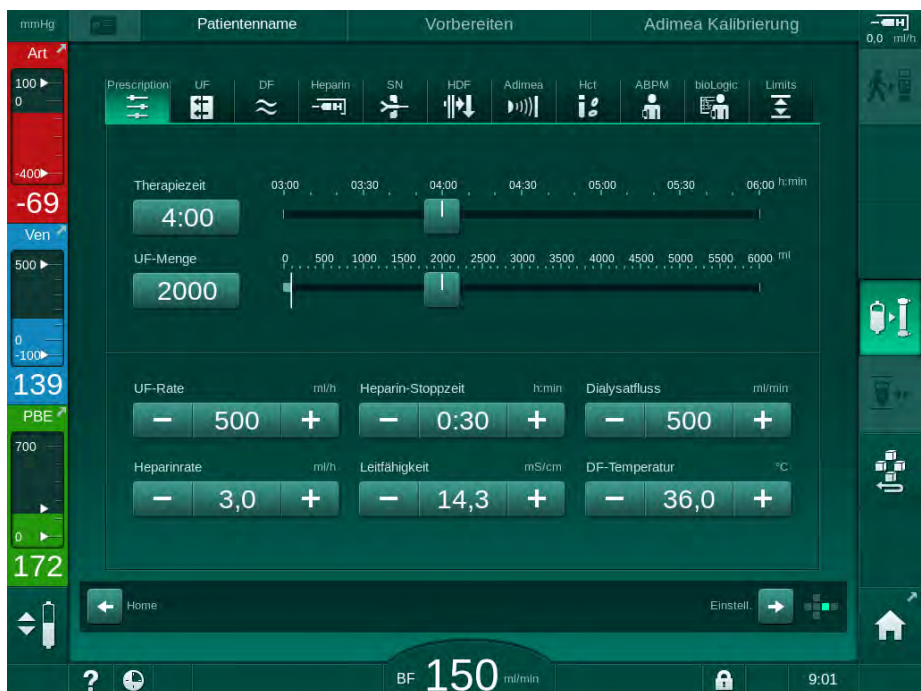 mmHg Patientenname Vorbereiten Adimea Kalibrierung 0,0 ml/h
Art
100
0
-400
-69
Ven
500
0
-100
139
PBE
700
0
172
Prescription UF DF Heparin SN HDF Adimea Hct ABPM bioLogic Limits
Therapiezeit 03:00 03:30 04:00 04:30 05:00 05:30 06:00 h:min
4:00
UF-Menge 0 500 1000 1500 2000 2500 3000 3500 4000 4500 5000 5500 6000 ml
2000
UF-Rate ml/h Heparin-Stoppzeit h:min Dialysatfluss ml/min
− 500 + − 0:30 + − 500 +
Heparinrate ml/h Leitfähigkeit mS/cm DF-Temperatur °C
− 3,0 + − 14,3 + − 36,0 +
Home Einstell.
? BF 150 ml/min 9:01